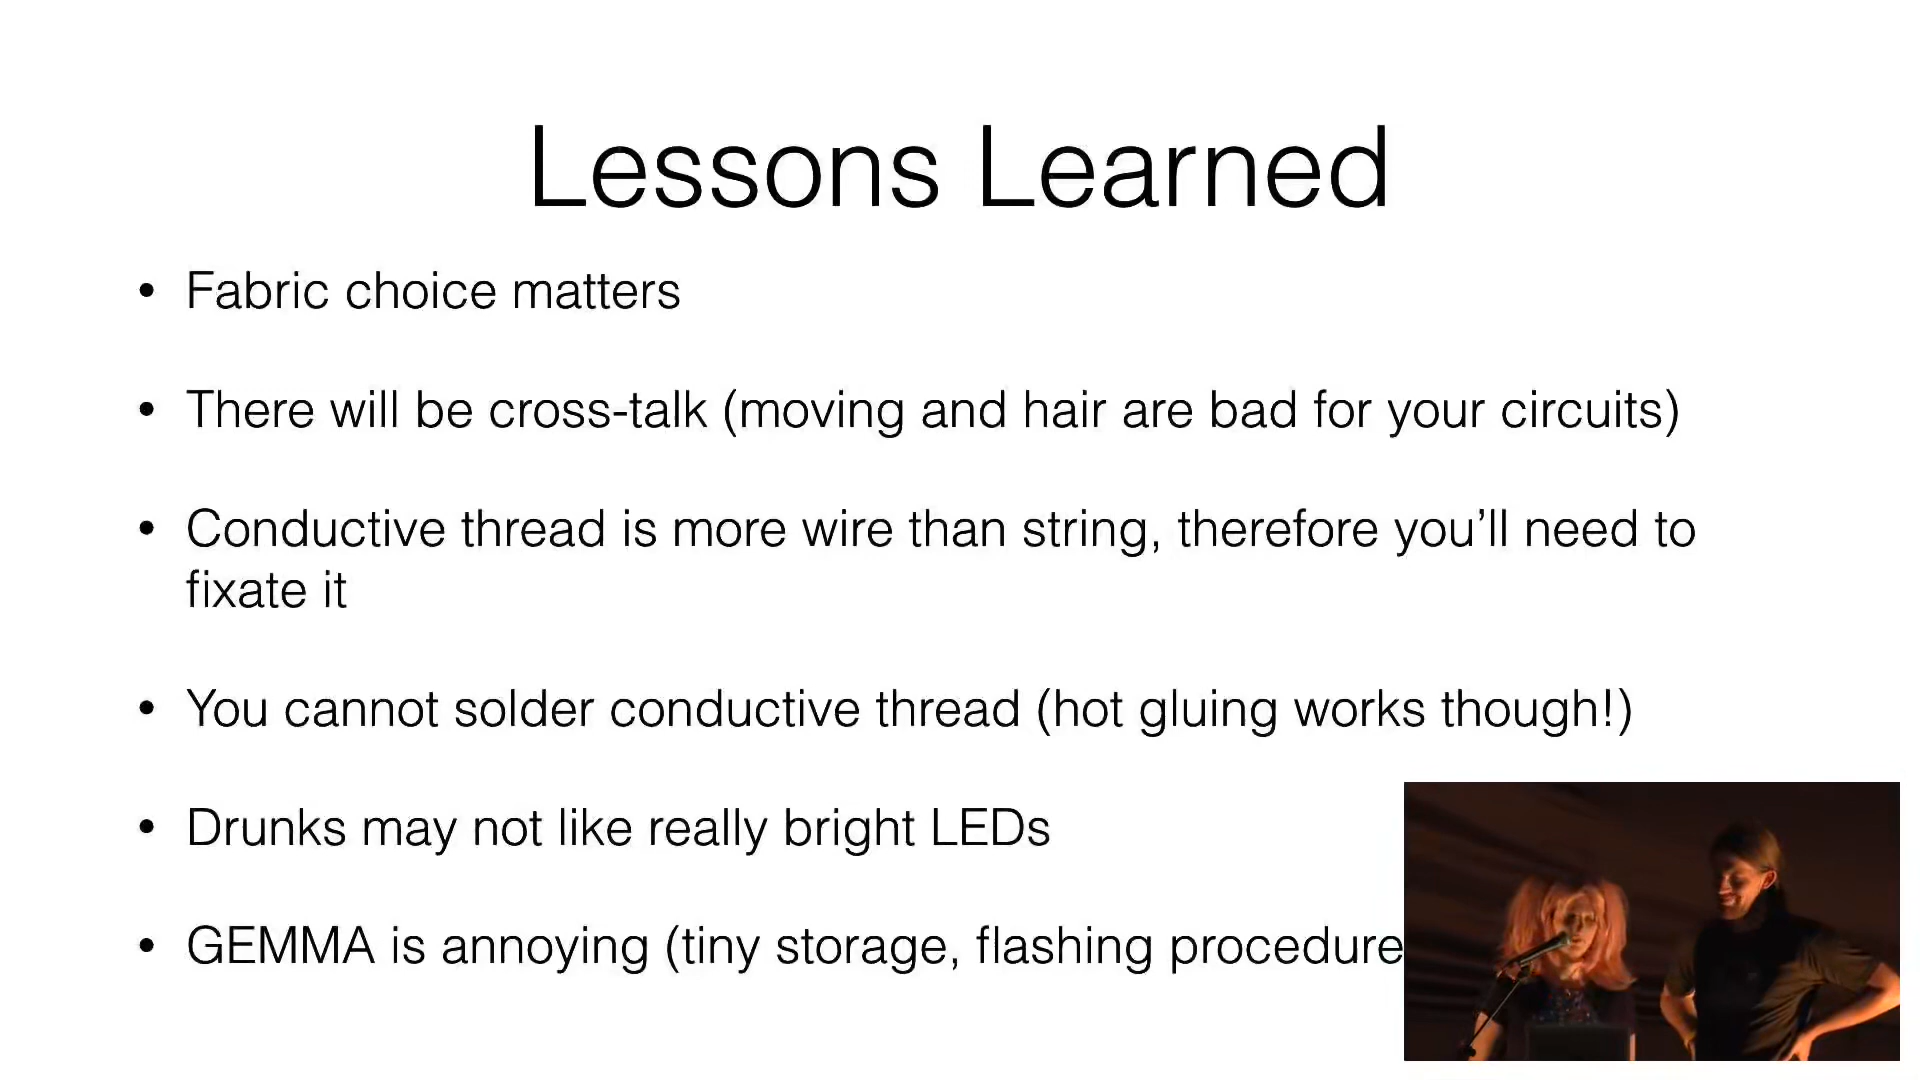 Lessons Learned
• Fabric choice matters
• There will be cross-talk (moving and hair are bad for your circuits)
• Conductive thread is more wire than string, therefore you’ll need to
fixate it
• You cannot solder conductive thread (hot gluing works though!)
• Drunks may not like really bright LEDs
• GEMMA is annoying (tiny storage, flashing procedure